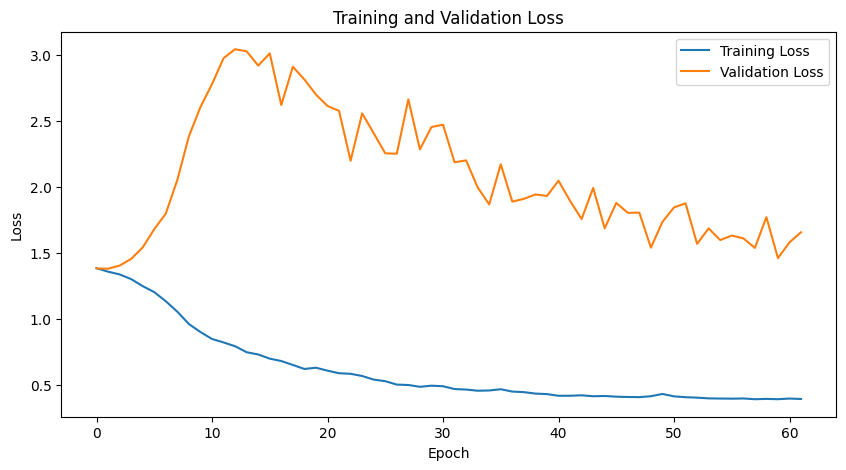 Training and Validation Loss
Training Loss
Validation Loss
3.0
2.5
2.0
1.5
1.0
0.5
Loss
0 10 20 30 40 50 60
Epoch